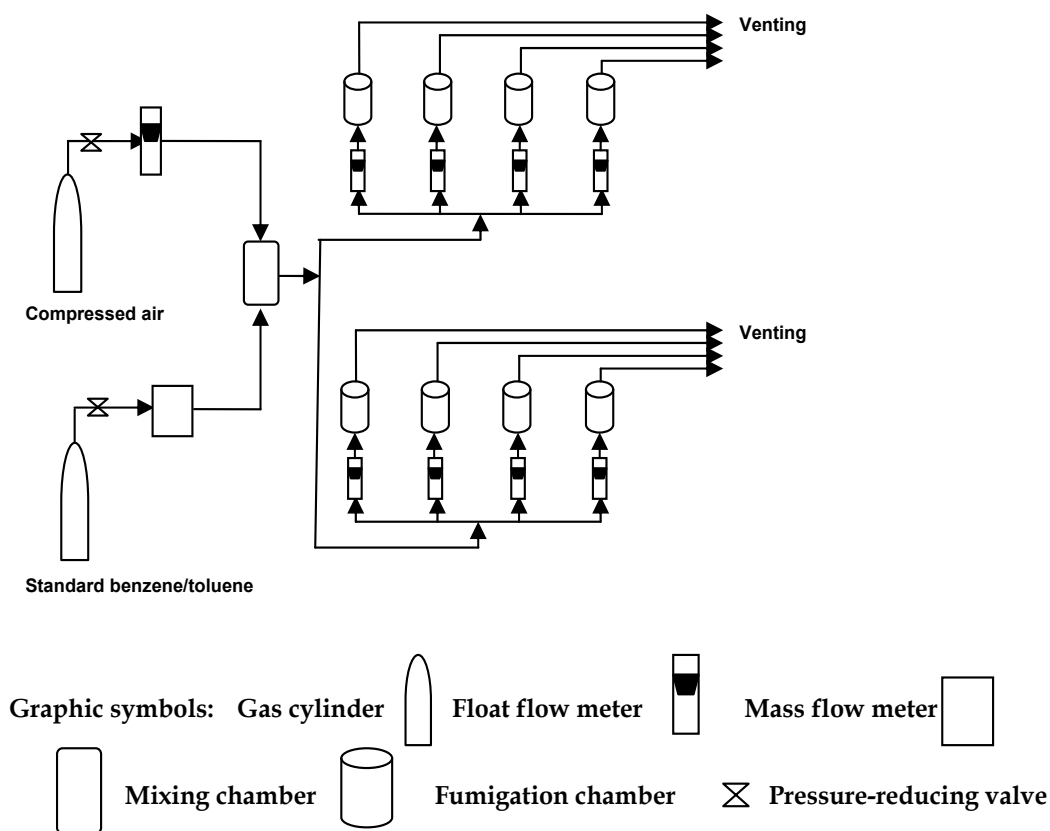 Venting
Compressed air
Venting
Standard benzene/toluene
Graphic symbols: Gas cylinder Float flow meter Mass flow meter
Mixing chamber Fumigation chamber Pressure-reducing valve